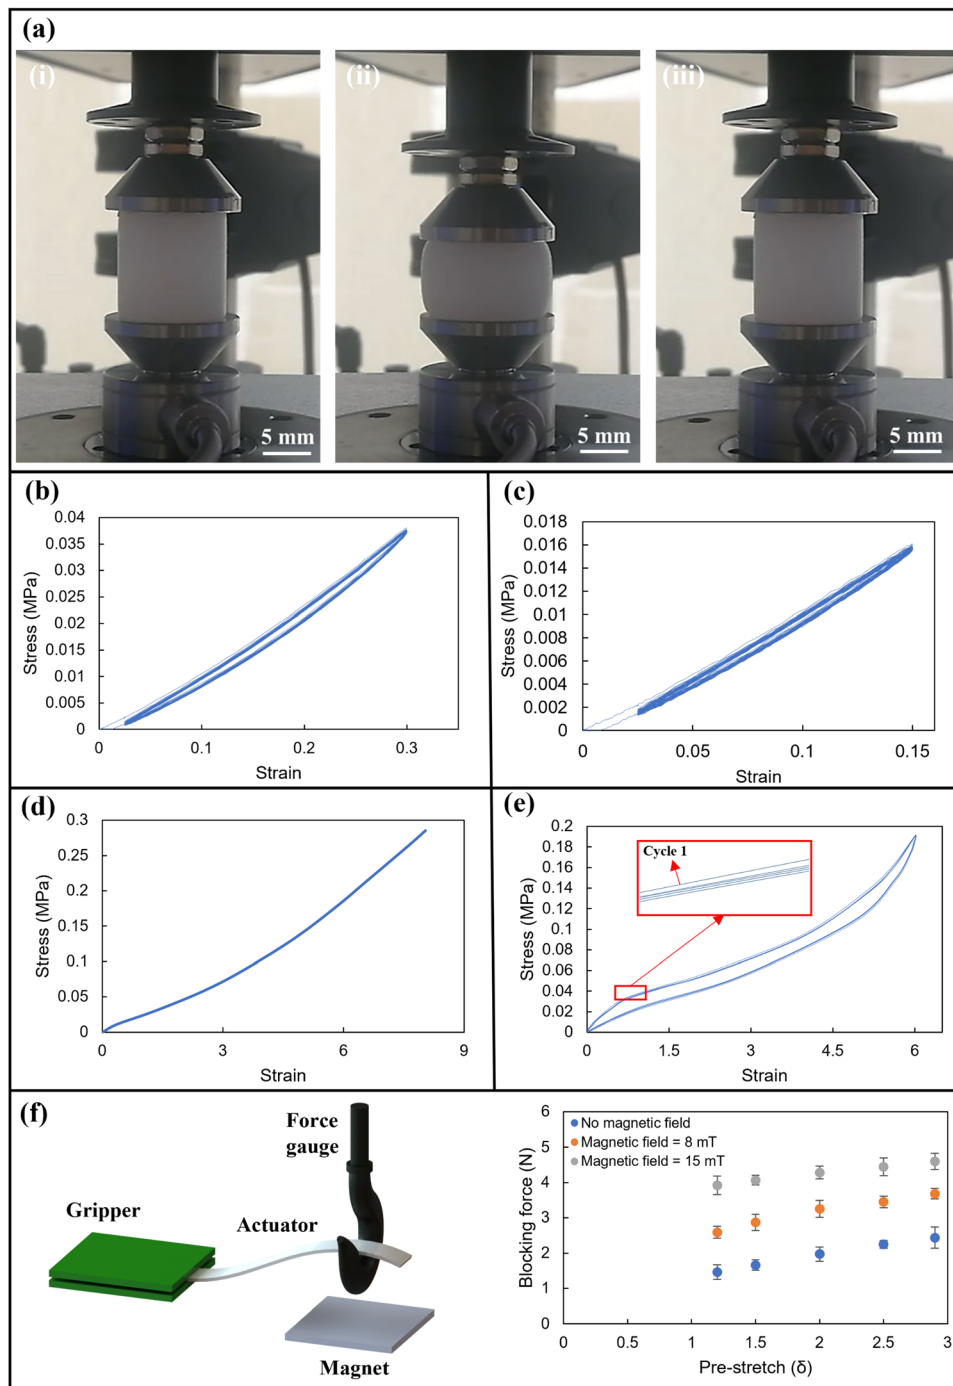 (a)
(i)
(ii)
(iii)
5 mm
5 mm
5 mm
(b)
0.04
0.035
0.03
0.025
0.02
0.015
0.01
0.005
0
Stress (MPa)
0
0.1
0.2
0.3
Strain
(c)
0.018
0.016
0.014
0.012
0.01
0.008
0.006
0.004
0.002
0
Stress (MPa)
0
0.05
0.1
0.15
Strain
(d)
0.3
0.25
0.2
0.15
0.1
0.05
0
Stress (MPa)
0
3
6
9
Strain
(e)
0.2
0.18
0.16
0.14
0.12
0.1
0.08
0.06
0.04
0.02
0
Stress (MPa)
Cycle 1
0
1.5
3
4.5
6
Strain
(f)
Force
gauge
Gripper
Actuator
Magnet
6
5
4
3
2
1
0
Blocking force (N)
No magnetic field
Magnetic field = 8 mT
Magnetic field = 15 mT
0
0.5
1
1.5
2
2.5
3
Pre-stretch (δ)